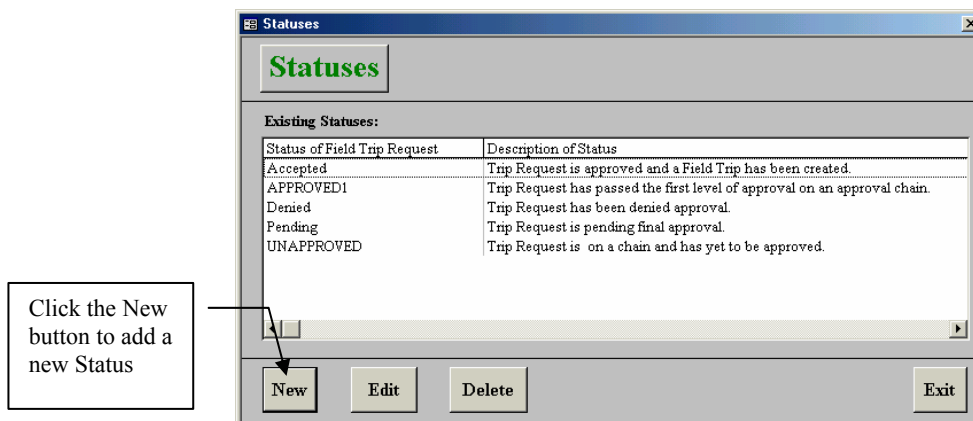 Statuses
Statuses
Existing Statuses:
Status of Field Trip Request Description of Status
Accepted Trip Request is approved and a Field Trip has been created.
APPROVED1 Trip Request has passed the first level of approval on an approval chain.
Denied Trip Request has been denied approval.
Pending Trip Request is pending final approval.
UNAPPROVED Trip Request is on a chain and has yet to be approved.
Click the New
button to add a
new Status
New Edit Delete Exit